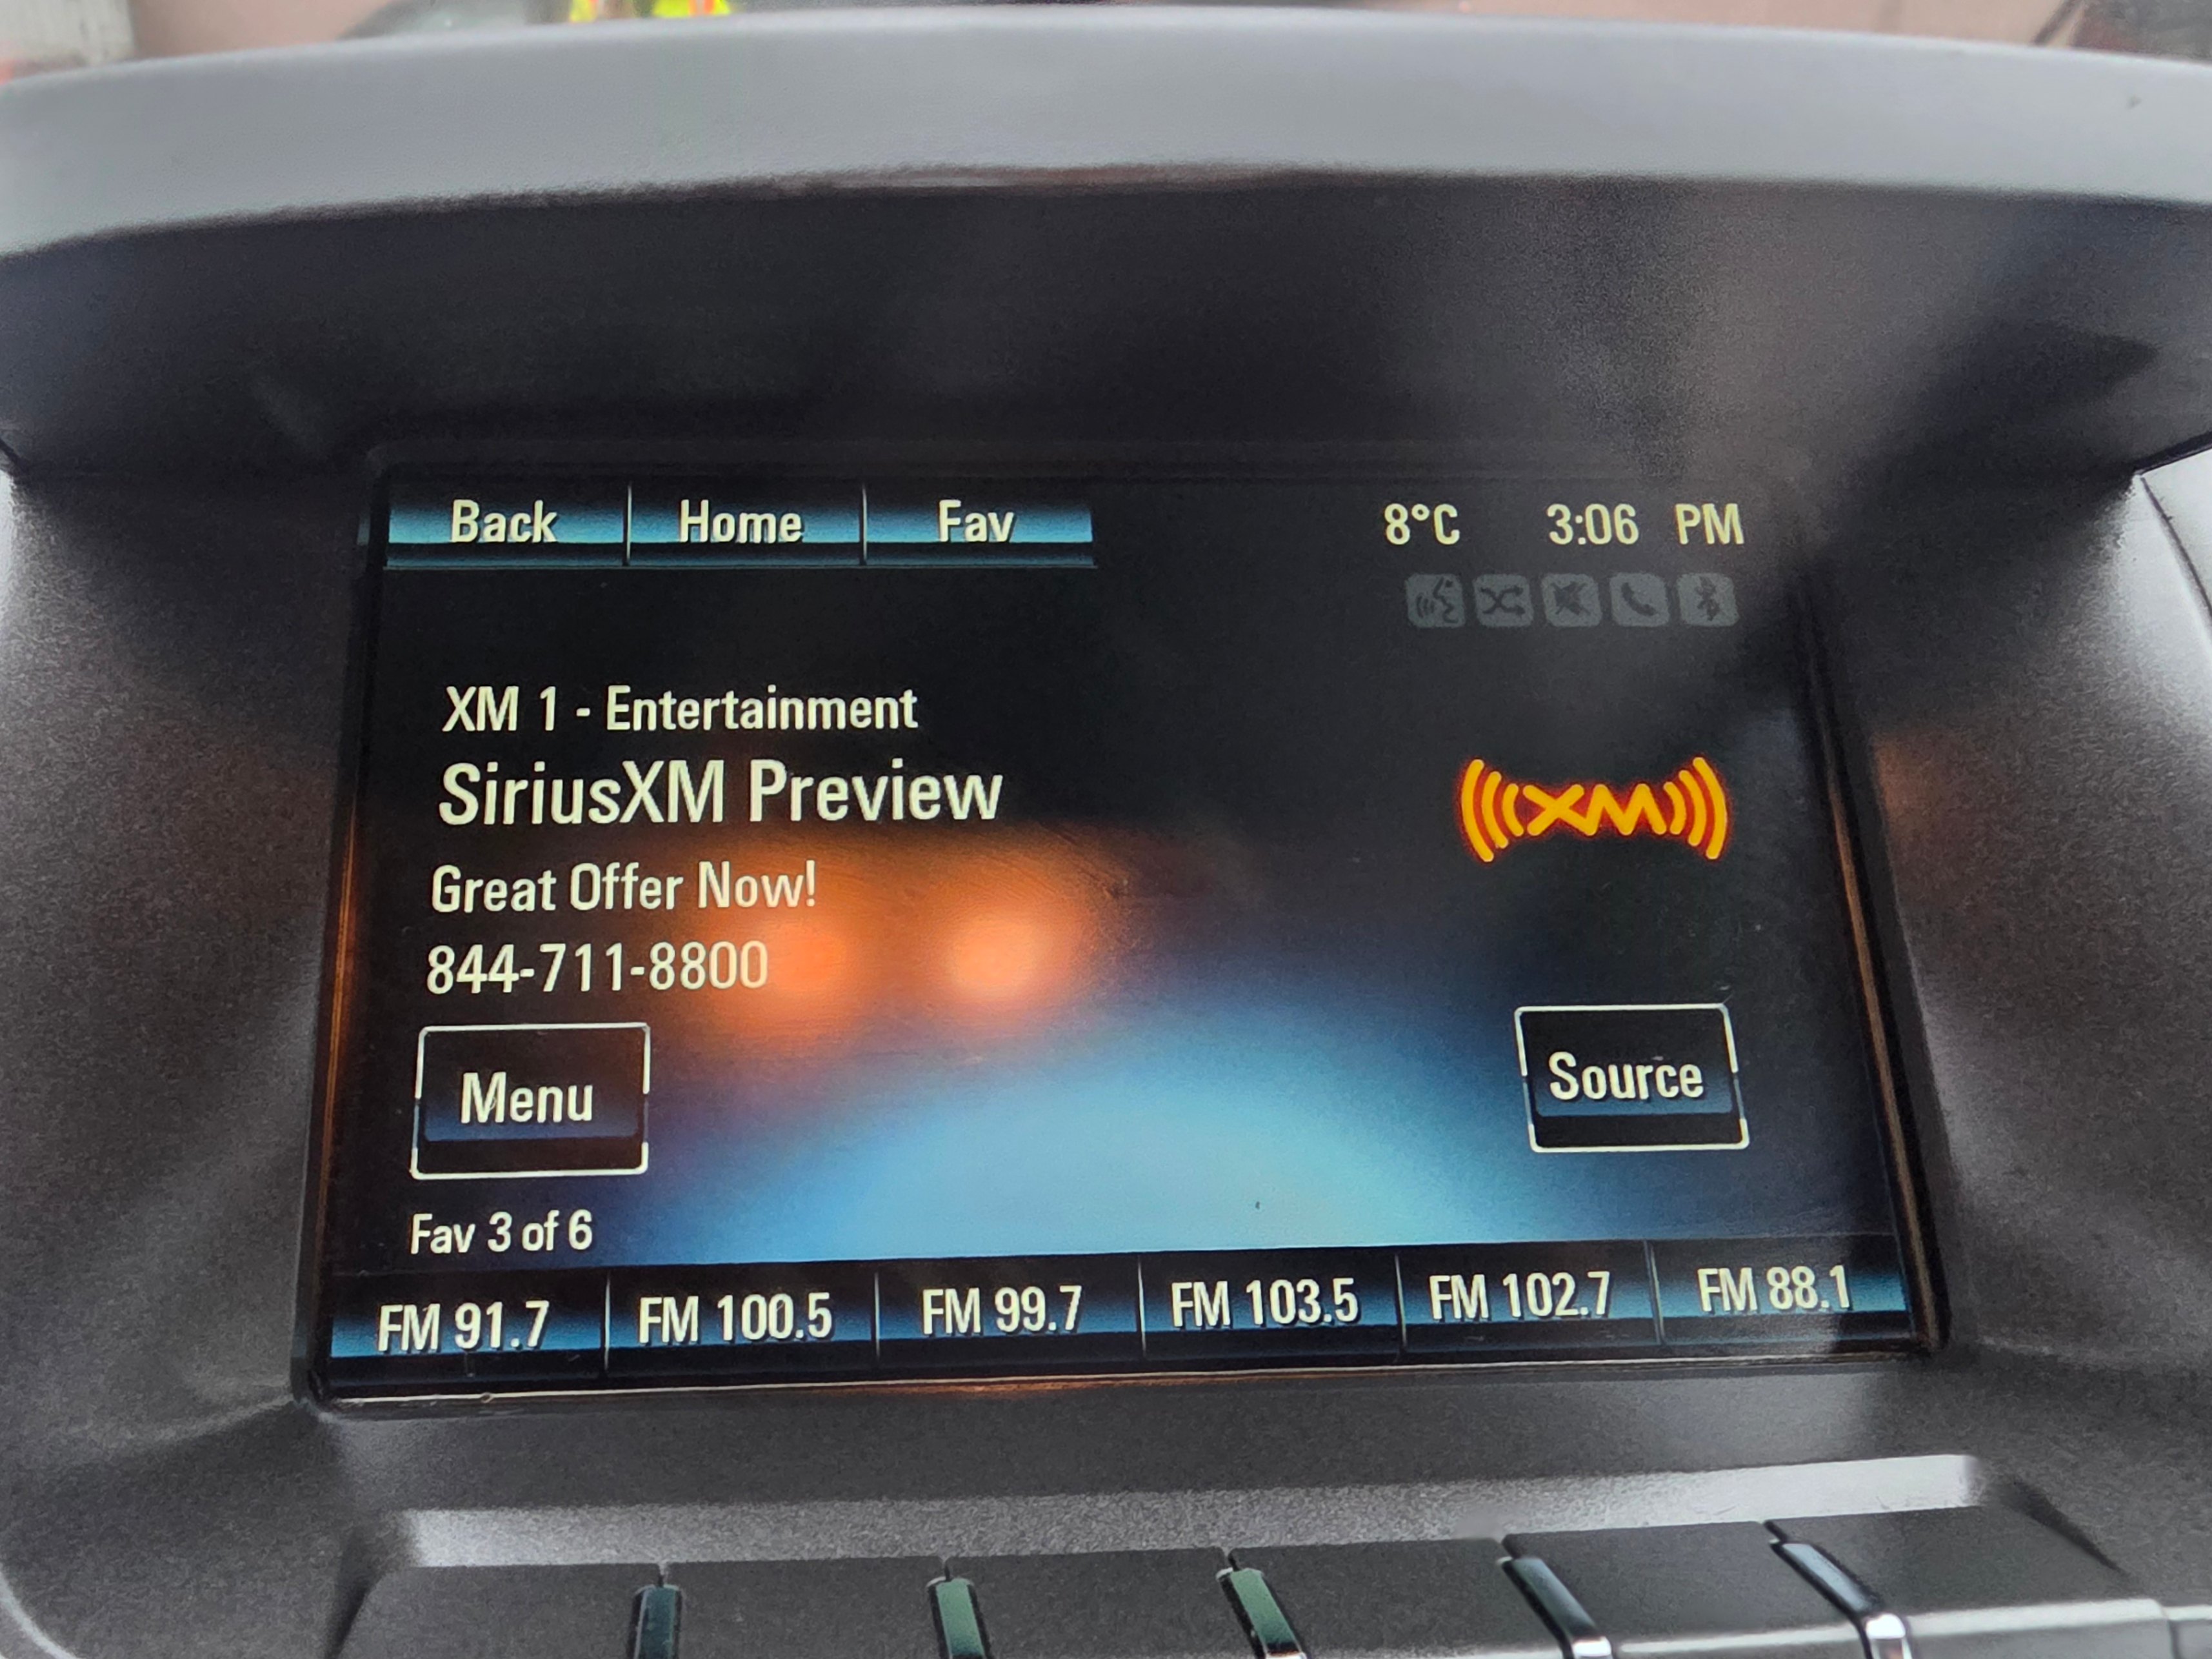 Back Home Fav 8°C 3:06 PM
XM 1 - Entertainment
SiriusXM Preview
XM
Great Offer Now!
844-711-8800
Menu Source
Fav 3 of 6
FM 91.7 FM 100.5 FM 99.7 FM 103.5 FM 102.7 FM 88.1